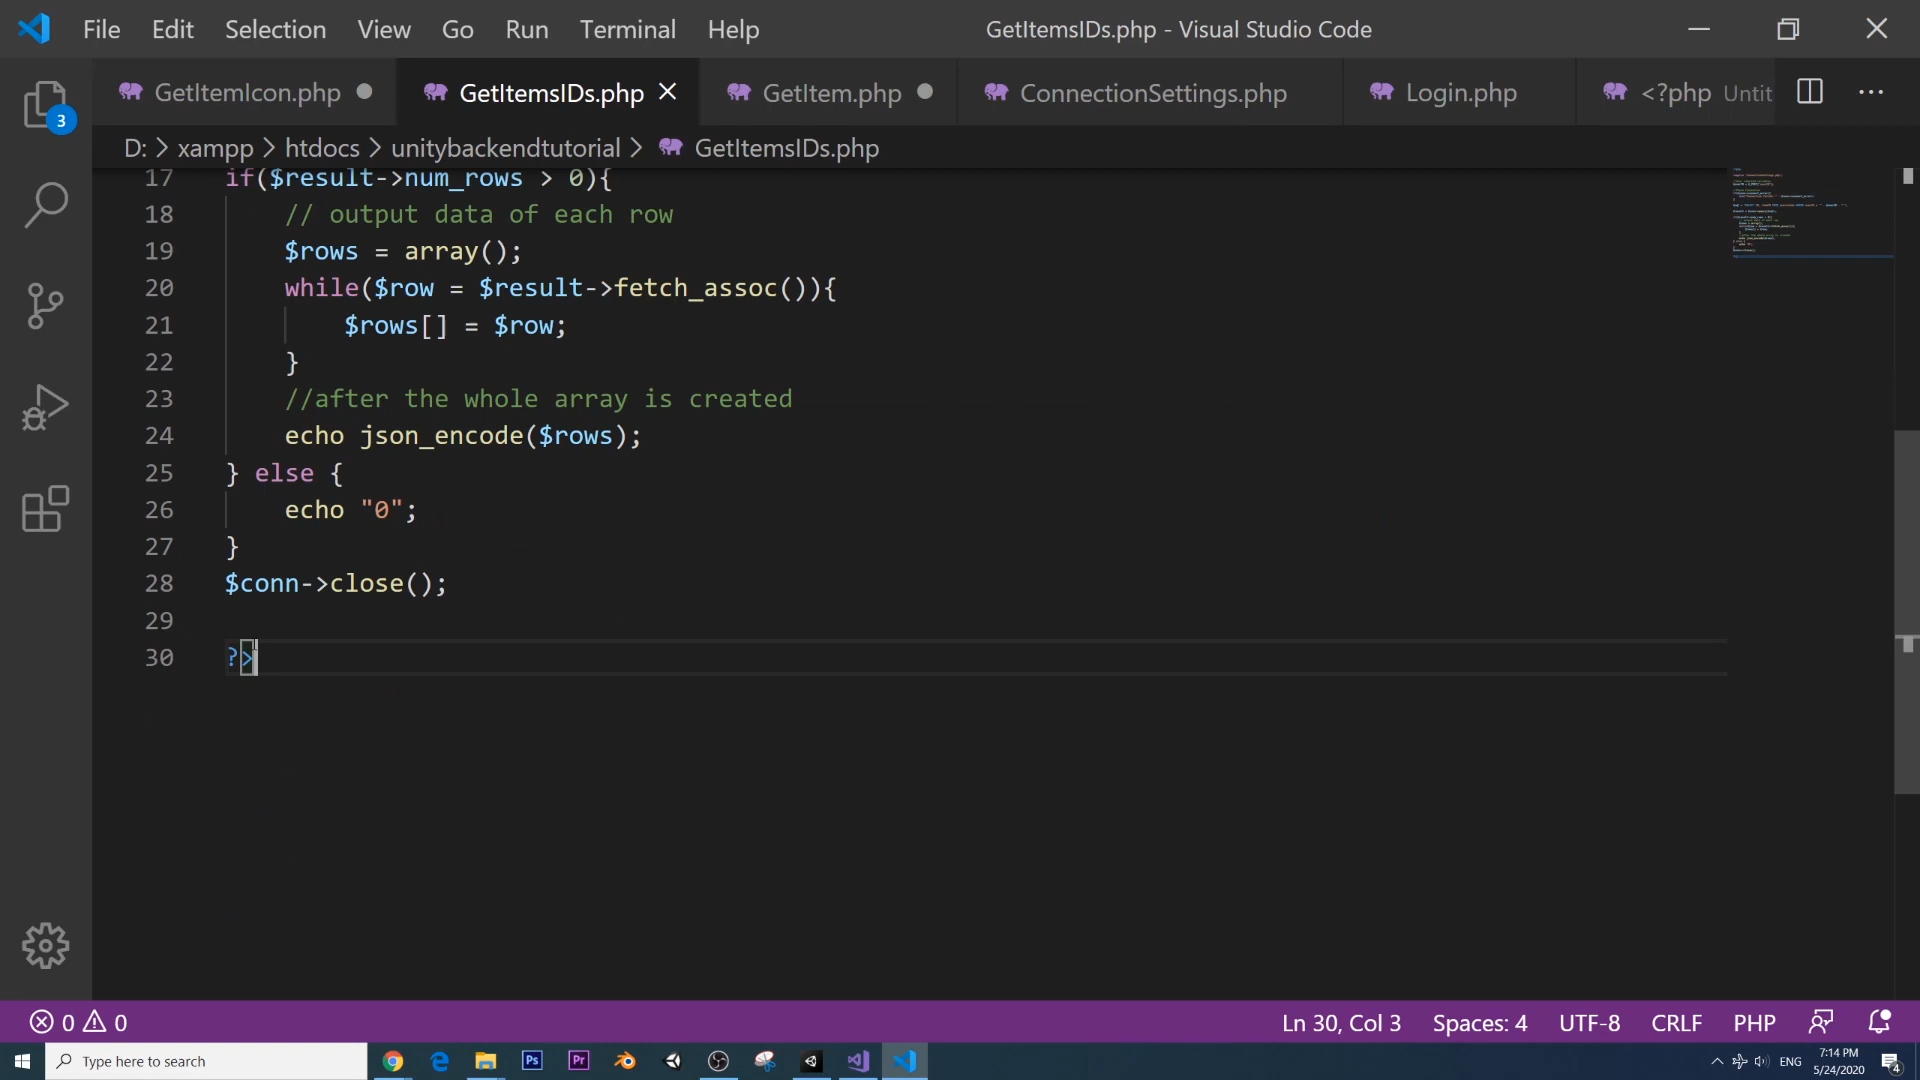 File Edit Selection View Go Run Terminal Help GetItemsIDs.php - Visual Studio Code
GetItemIcon.php GetItemsIDs.php GetItem.php ConnectionSettings.php Login.php <?php Untit
3
D: > xampp > htdocs > unitybackendtutorial > GetItemsIDs.php
17 if($result->num_rows > 0){
18 // output data of each row
19 $rows = array();
20 while($row = $result->fetch_assoc()){
21 $rows[] = $row;
22 }
23 //after the whole array is created
24 echo json_encode($rows);
25 } else {
26 echo "0";
27 }
28 $conn->close();
29
30 ?>
0 0 Ln 30, Col 3 Spaces: 4 UTF-8 CRLF PHP
Type here to search Ps Pr ENG 7:14 PM
5/24/2020 4